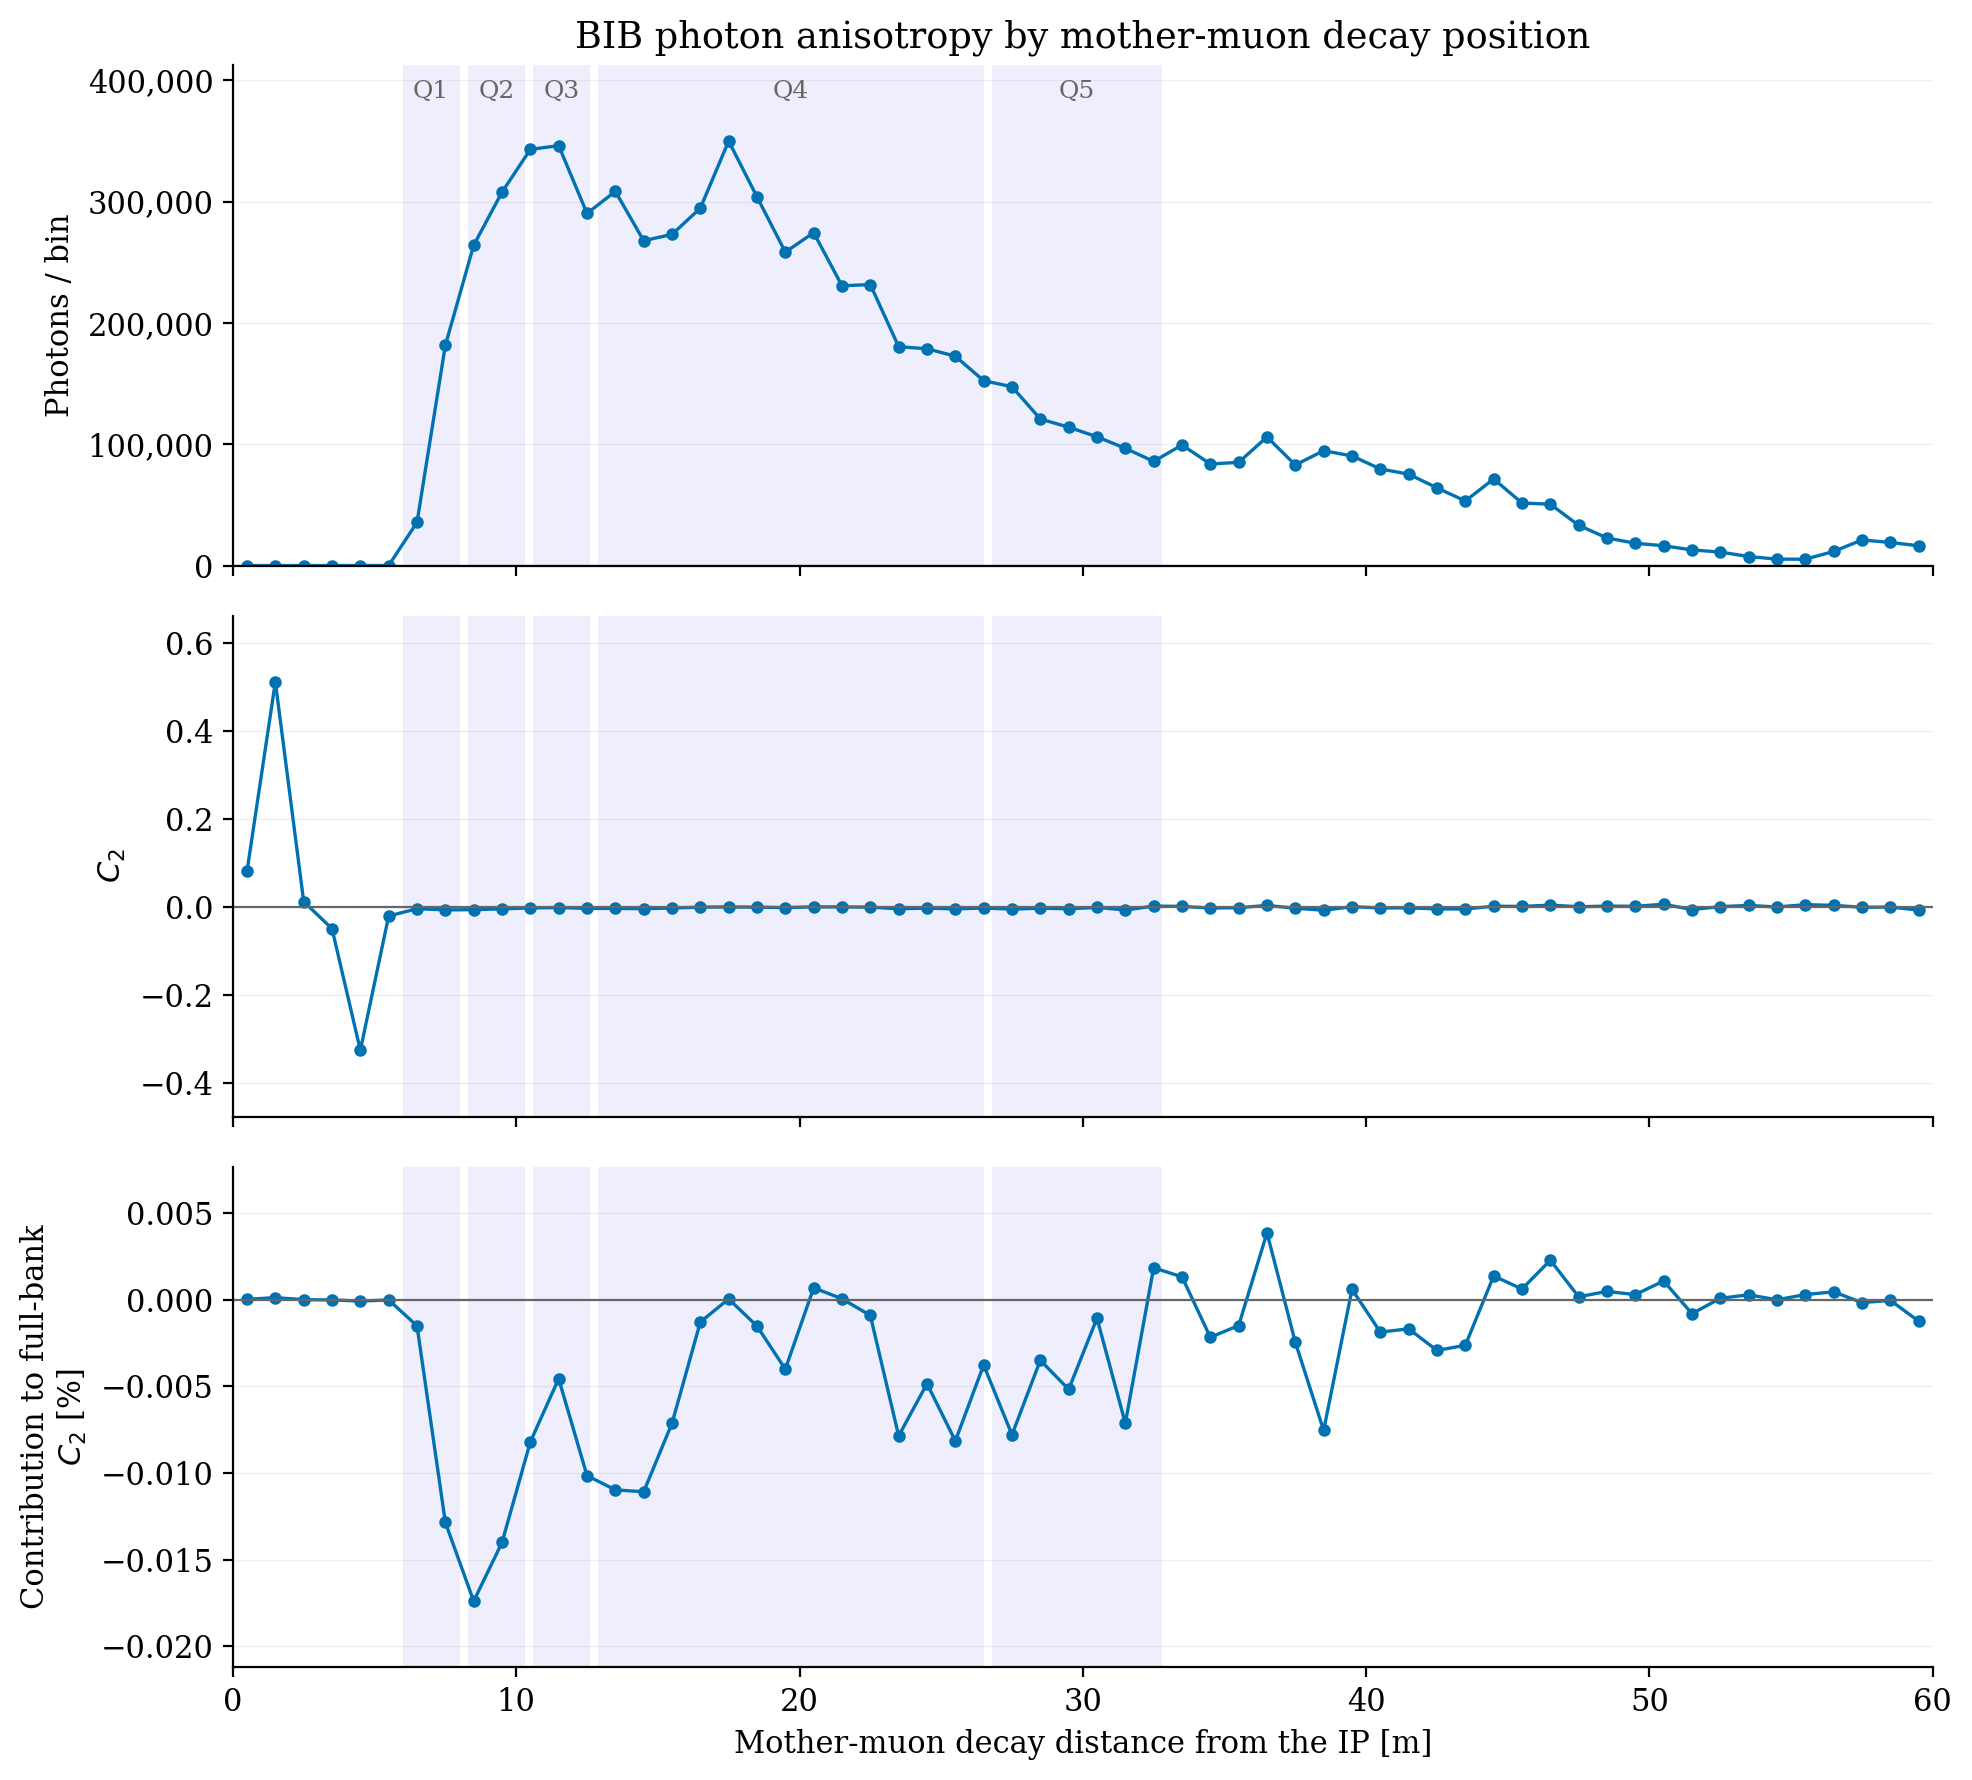 BIB photon anisotropy by mother-muon decay position
Q1 Q2 Q3 Q4 Q5
400,000
300,000
200,000
100,000
0
Photons / bin
0.6
0.4
0.2
0.0
−0.2
−0.4
C₂
0.005
0.000
−0.005
−0.010
−0.015
−0.020
Contribution to full-bank
C₂ [%]
0 10 20 30 40 50 60
Mother-muon decay distance from the IP [m]